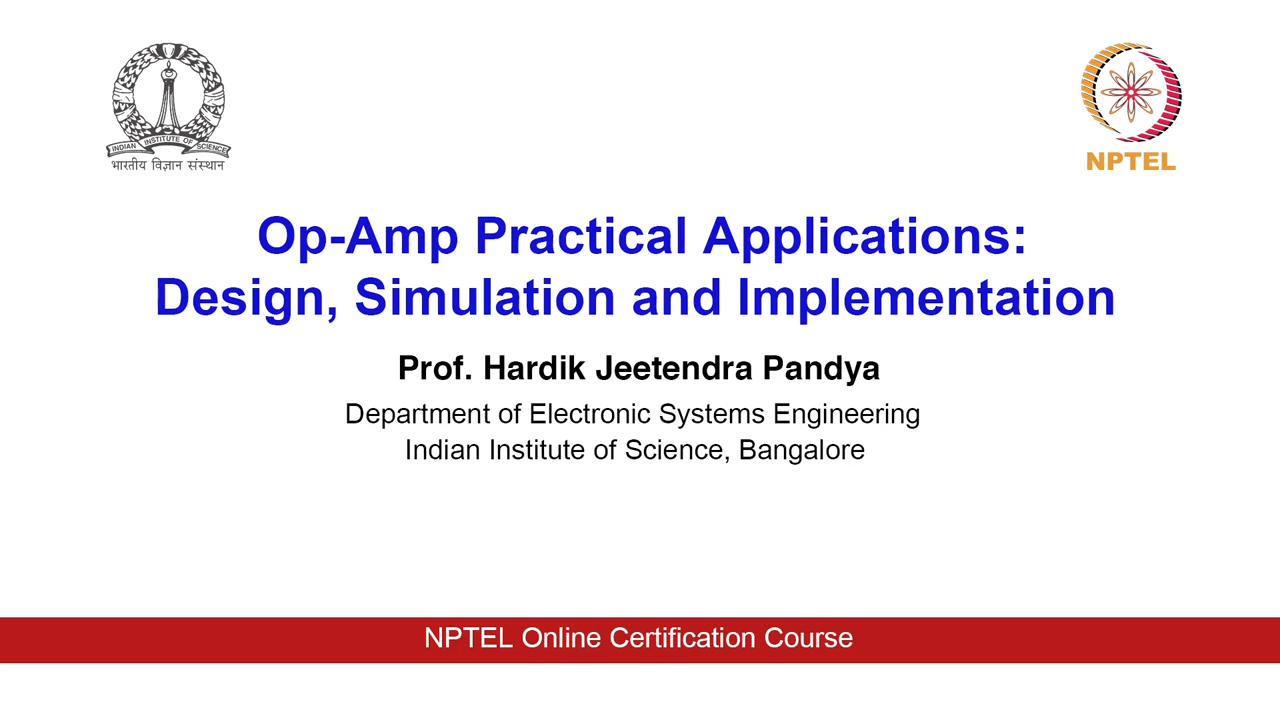 INDIAN INSTITUTE OF SCIENCE
भारतीय विज्ञान संस्थान
NPTEL
Op-Amp Practical Applications:
Design, Simulation and Implementation
Prof. Hardik Jeetendra Pandya
Department of Electronic Systems Engineering
Indian Institute of Science, Bangalore
NPTEL Online Certification Course